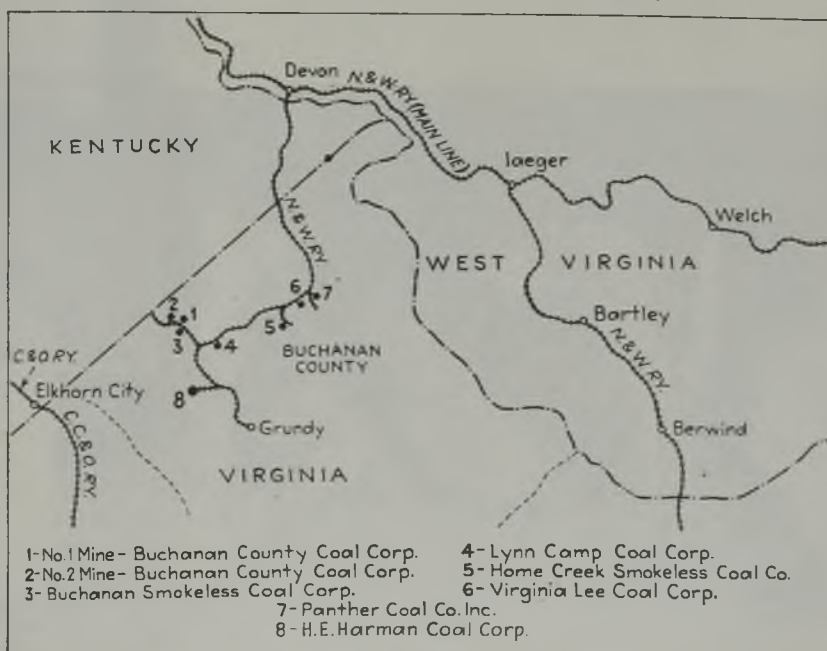 Devon
N.&W.RY.(MAIN LINE)
KENTUCKY
Iaeger
Welch
N.&W.RY.
WEST VIRGINIA
2 1
3
4
5
6 7
8
BUCHANAN
COUNTY
Bartley
N.&W.RY.
C.&O.RY.
Elkhorn City
C.C.&O.RY.
Grundy
Berwind
VIRGINIA
1-No.1 Mine- Buchanan County Coal Corp.
2-No.2 Mine- Buchanan County Coal Corp.
3-Buchanan Smokeless Coal Corp.
4-Lynn Camp Coal Corp.
5-Home Creek Smokeless Coal Co.
6-Virginia Lee Coal Corp.
7-Panther Coal Co.Inc.
8-H.E.Harman Coal Corp.